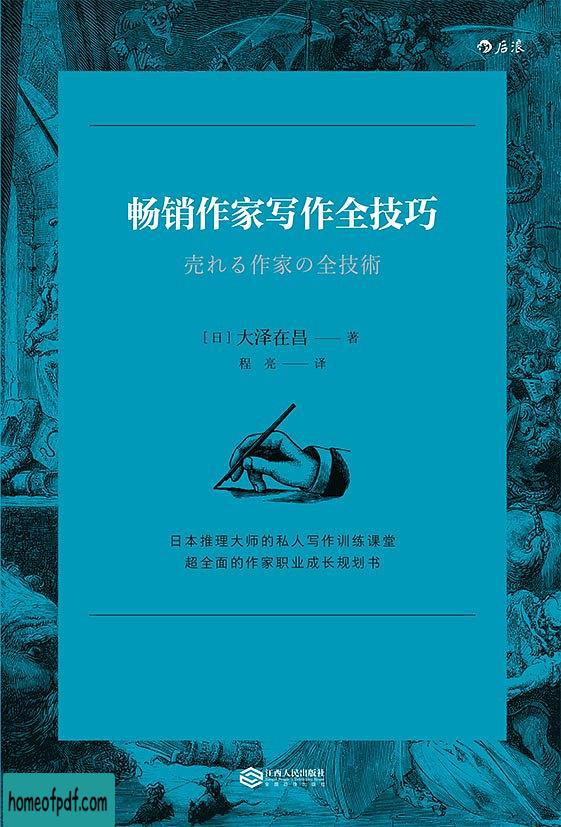 后浪
畅销作家写作全技巧
売れる作家の全技術
[日]大泽在昌——著
程 亮——译
日本推理大师的私人写作训练课堂
超全面的作家职业成长规划书
江西人民出版社
homeofpdf.com